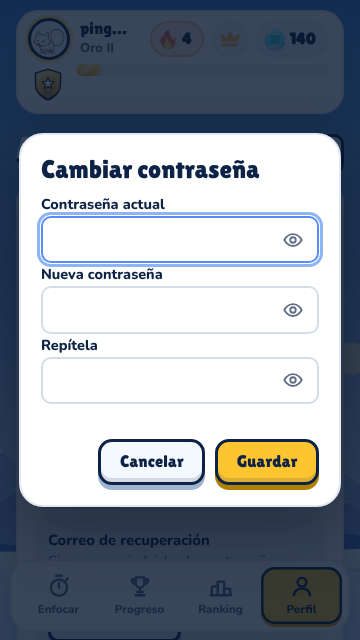 ping...
Oro II
4
140
Cambiar contraseña
Contraseña actual
Nueva contraseña
Repítela
Cancelar
Guardar
Correo de recuperación
Enfocar
Progreso
Ranking
Perfil